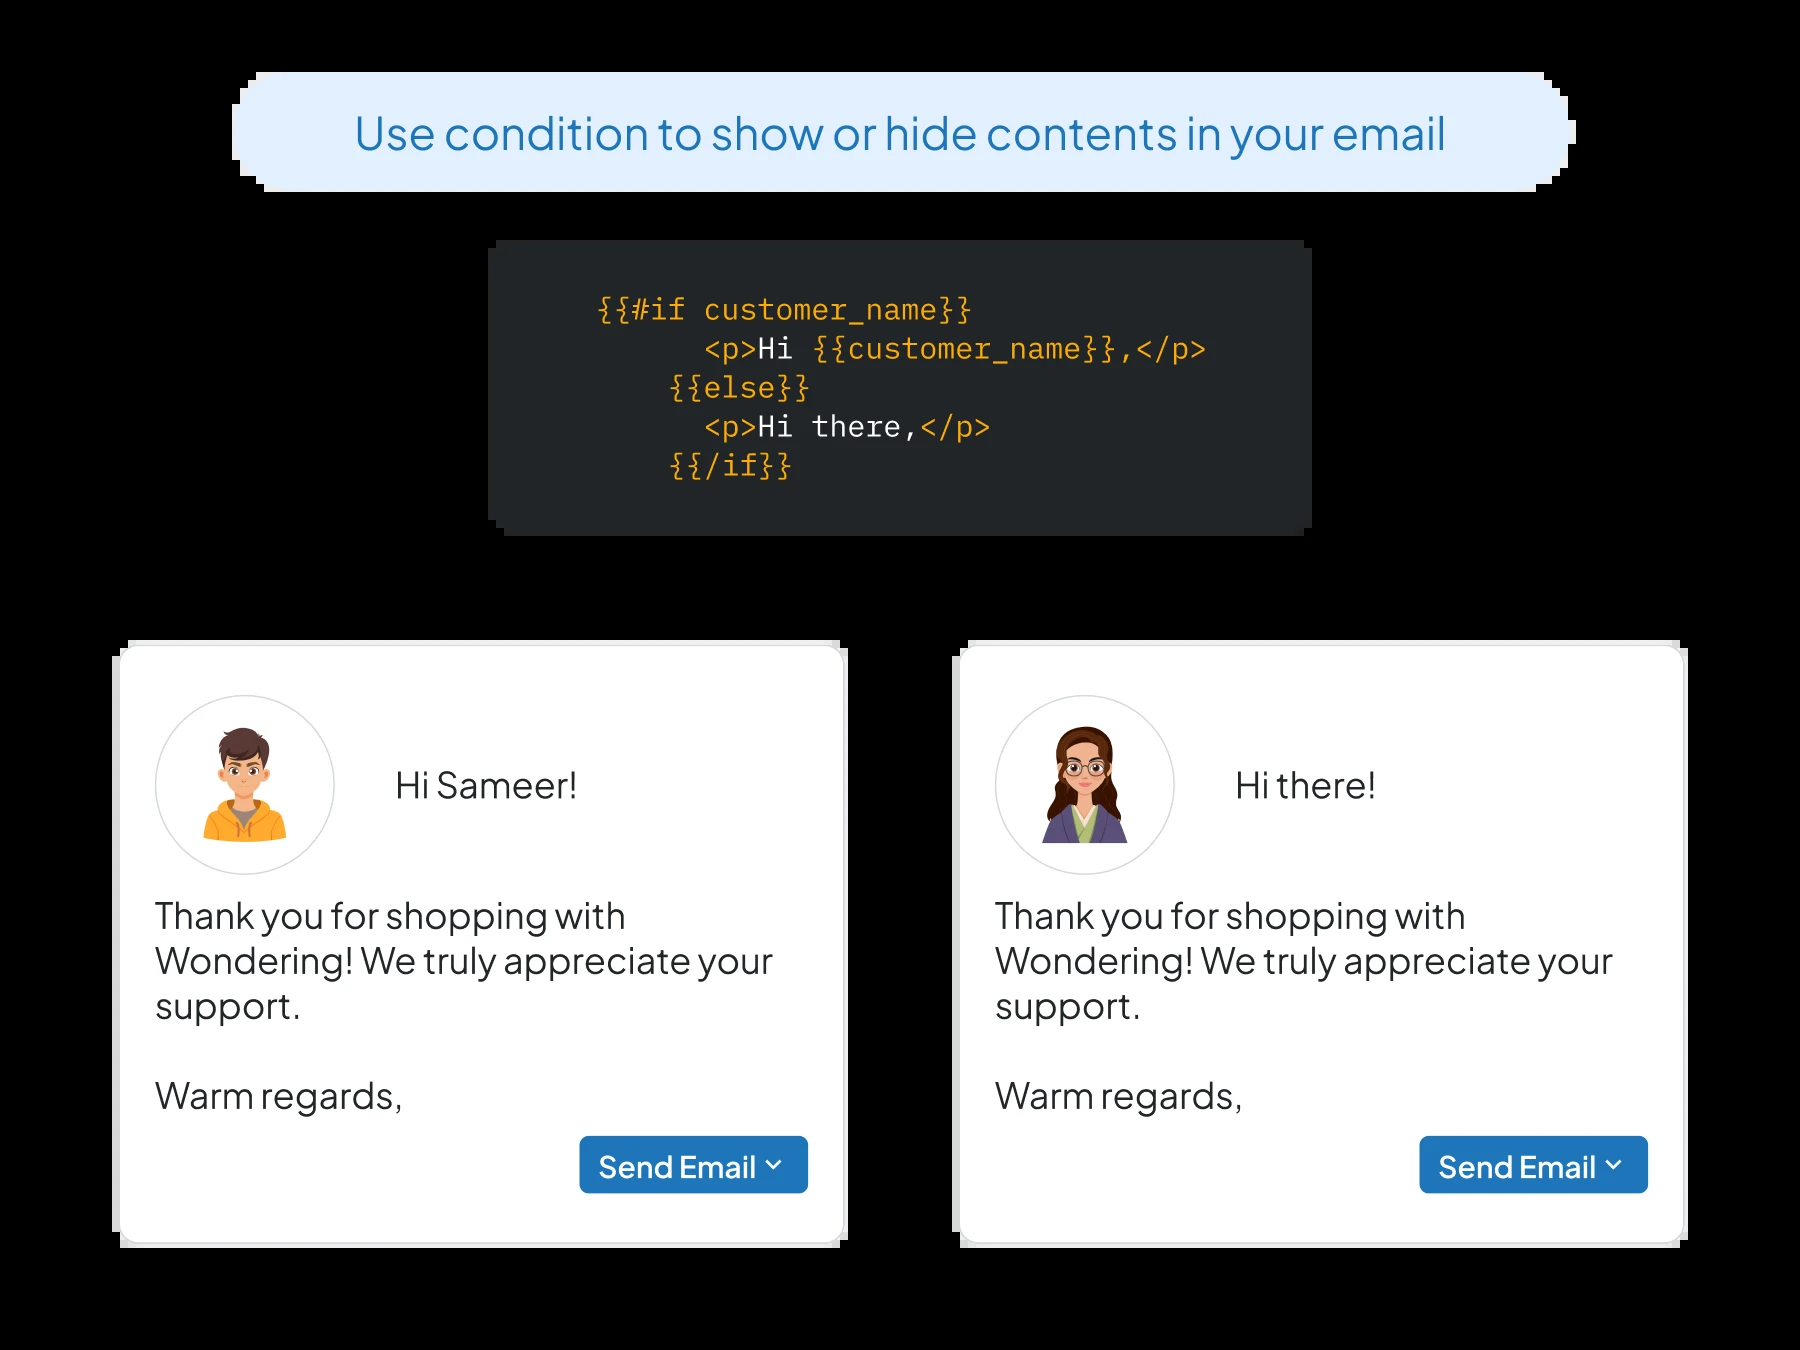 Use condition to show or hide contents in your email
{{#if customer_name}}
<p>Hi {{customer_name}},</p>
{{else}}
<p>Hi there,</p>
{{/if}}
Hi Sameer!
Thank you for shopping with
Wondering! We truly appreciate your
support.
Warm regards,
Send Email
Hi there!
Thank you for shopping with
Wondering! We truly appreciate your
support.
Warm regards,
Send Email